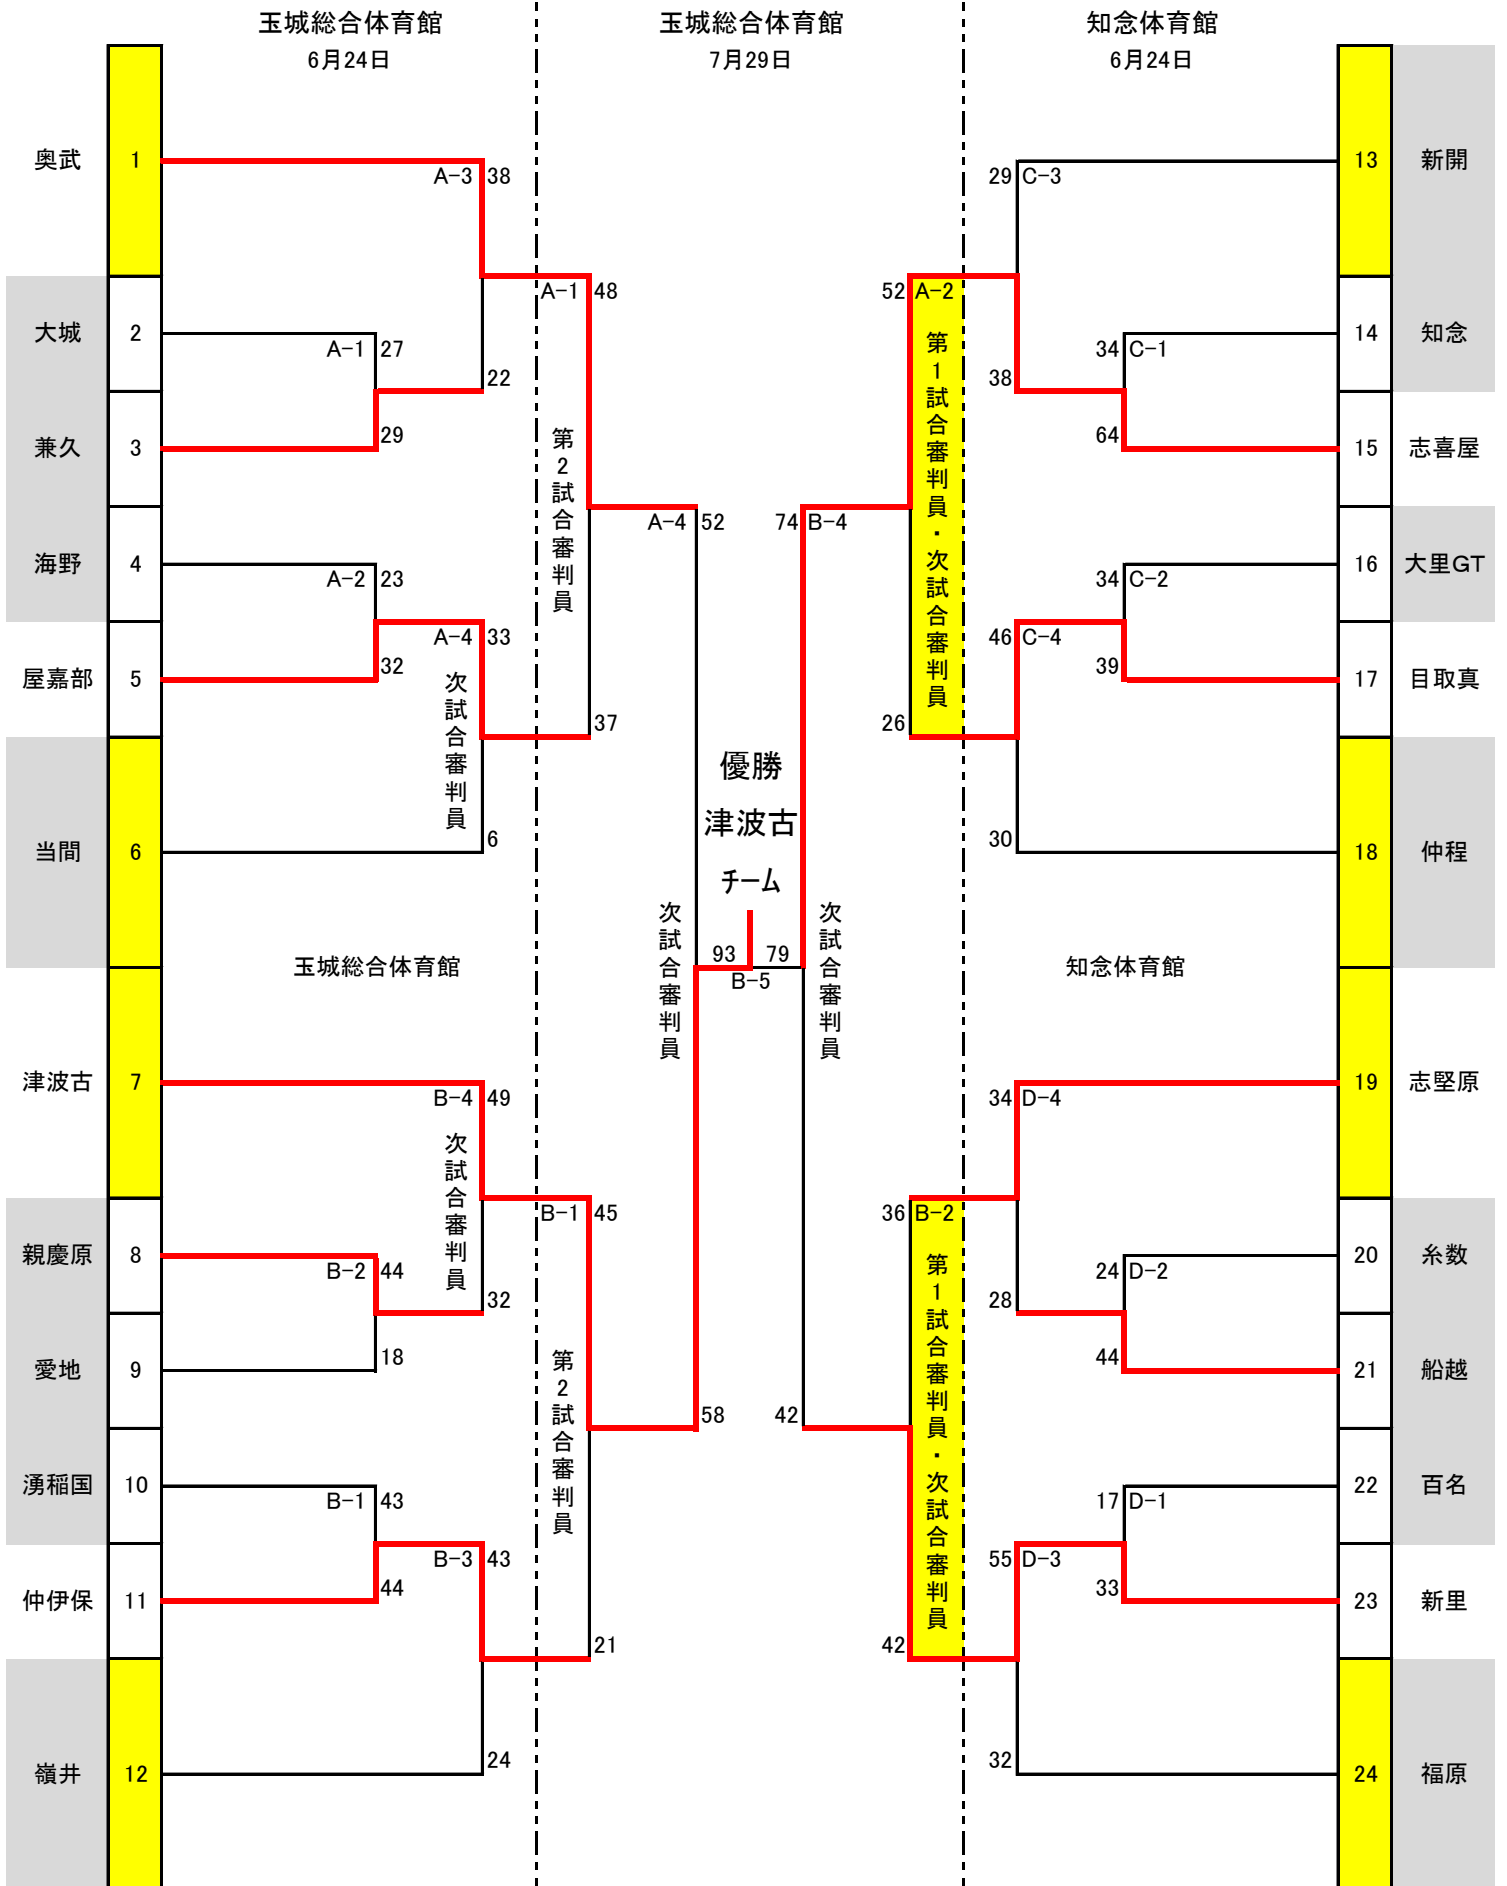 玉城総合体育館 玉城総合体育館 知念体育館
6月24日 7月29日 6月24日
奥武 1 13 新開
A-3 38 29 C-3
A-1 48 52 A-2
大城 2 14 知念
A-1 27 34 C-1
22 38
29 64
兼久 3 15 志喜屋
第2試合審判員
第1試合審判員・次試合審判員
A-4 52 74 B-4
海野 4 16 大里GT
A-2 23 34 C-2
A-4 33 46 C-4
32 39
屋嘉部 5 17 目取真
次試合審判員
37 26
優勝
津波古
チーム
6 30
当間 6 18 仲程
次試合審判員
次試合審判員
93 79
B-5
玉城総合体育館 知念体育館
津波古 7 19 志堅原
B-4 49 34 D-4
次試合審判員
B-1 45 36 B-2
親慶原 8 20 糸数
B-2 44 24 D-2
32 28
18 44
愛地 9 21 船越
第2試合審判員
第1試合審判員・次試合審判員
58 42
湧稲国 10 22 百名
B-1 43 17 D-1
B-3 43 55 D-3
44 33
仲伊保 11 23 新里
21 42
24 32
嶺井 12 24 福原